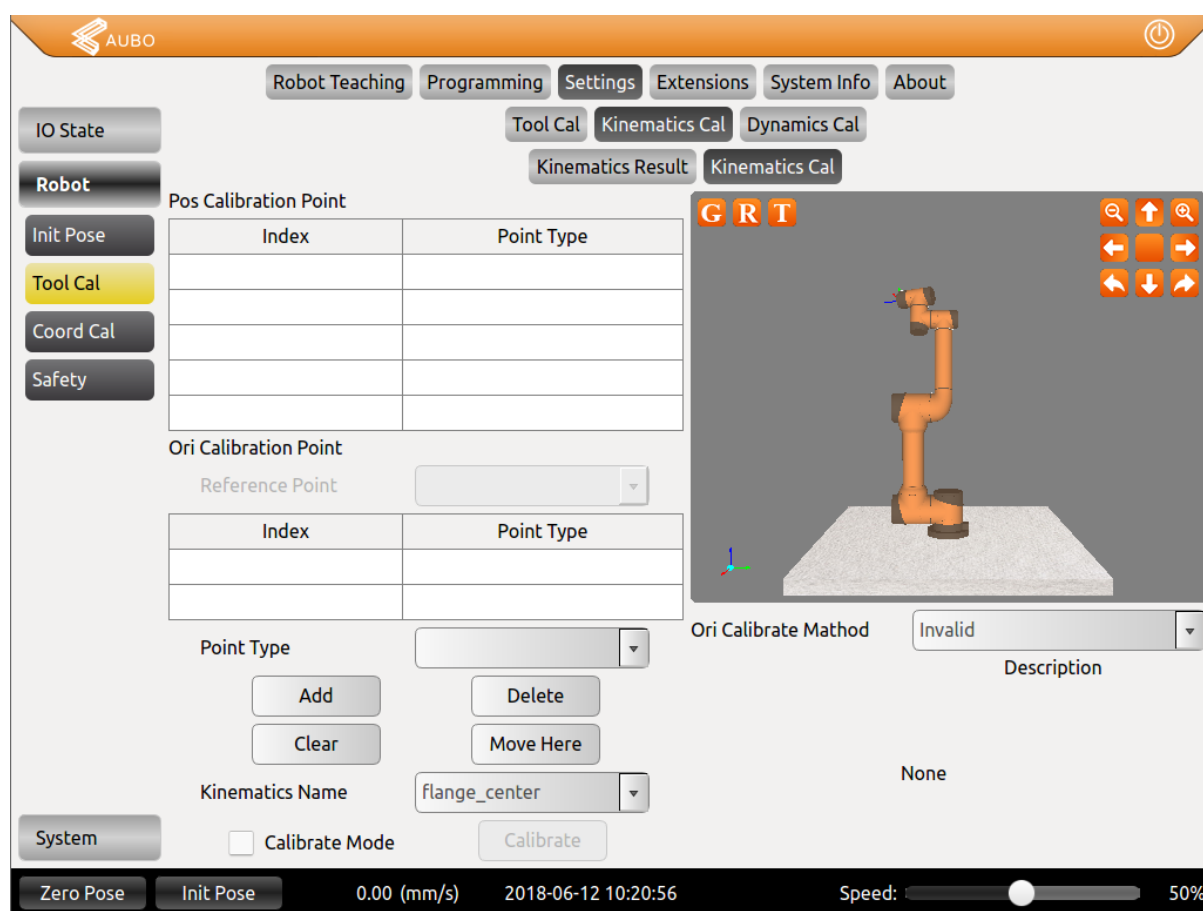 AUBO
Robot Teaching Programming Settings Extensions System Info About
IO State
Tool Cal Kinematics Cal Dynamics Cal
Kinematics Result Kinematics Cal
Robot
Pos Calibration Point
G R T
Index Point Type
Init Pose
Tool Cal
Coord Cal
Safety
Ori Calibration Point
Reference Point
Index Point Type
Point Type
Ori Calibrate Mathod Invalid
Description
Add Delete
Clear Move Here
None
Kinematics Name flange_center
System
Calibrate Mode Calibrate
Zero Pose Init Pose 0.00 (mm/s) 2018-06-12 10:20:56 Speed: 50%